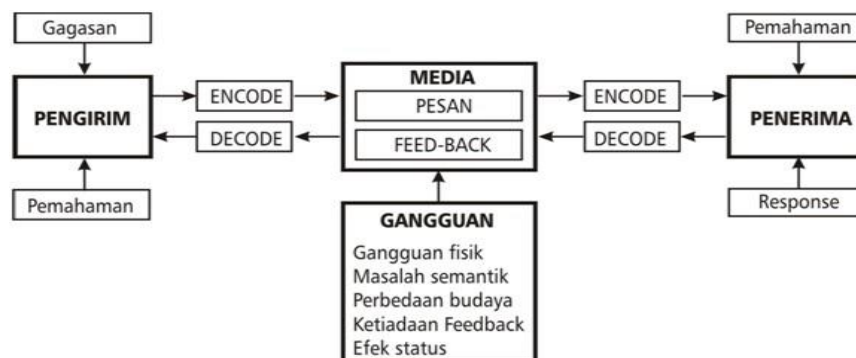 Gagasan
Pemahaman
PENGIRIM
ENCODE
DECODE
MEDIA
PESAN
FEED-BACK
ENCODE
DECODE
PENERIMA
Pemahaman
Response
GANGGUAN
Gangguan fisik
Masalah semantik
Perbedaan budaya
Ketiadaan Feedback
Efek status